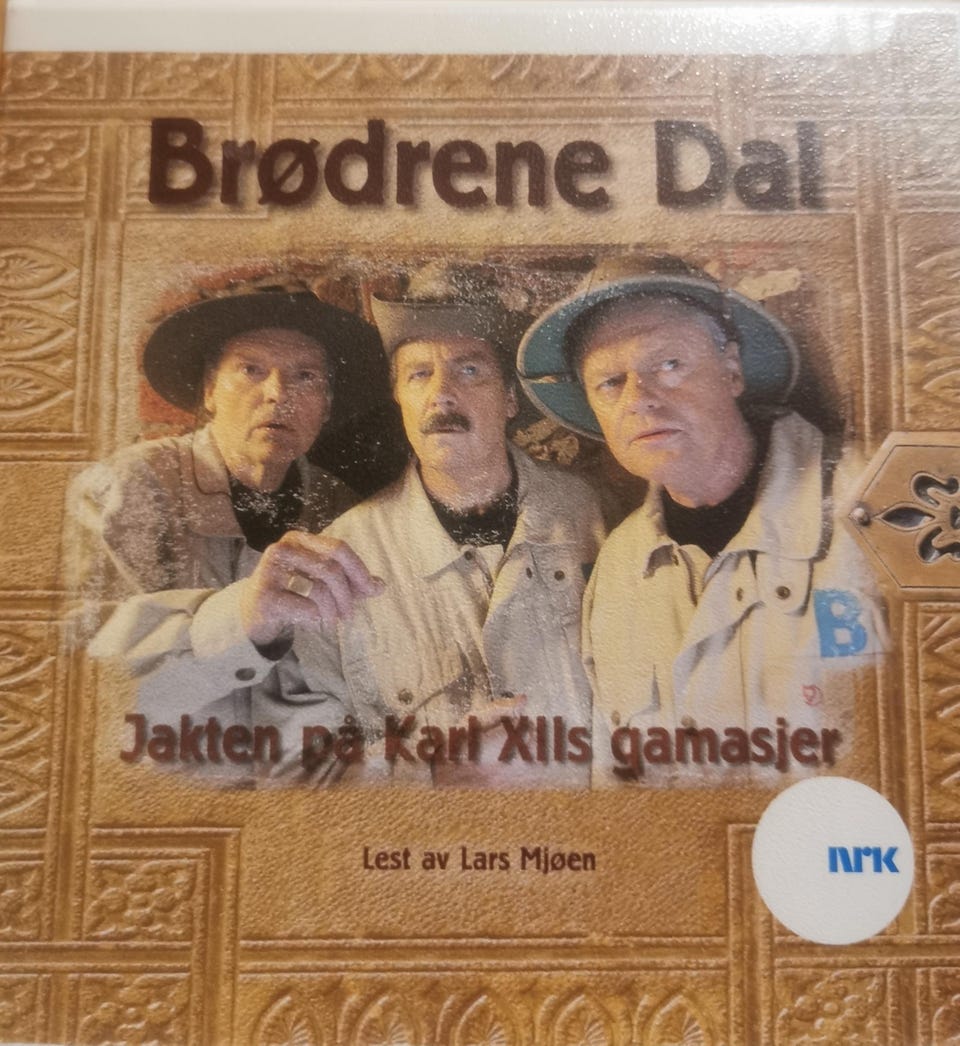 Brødrene Dal
B
Jakten på Karl XIIs gamasjer
Lest av Lars Mjøen
NRK